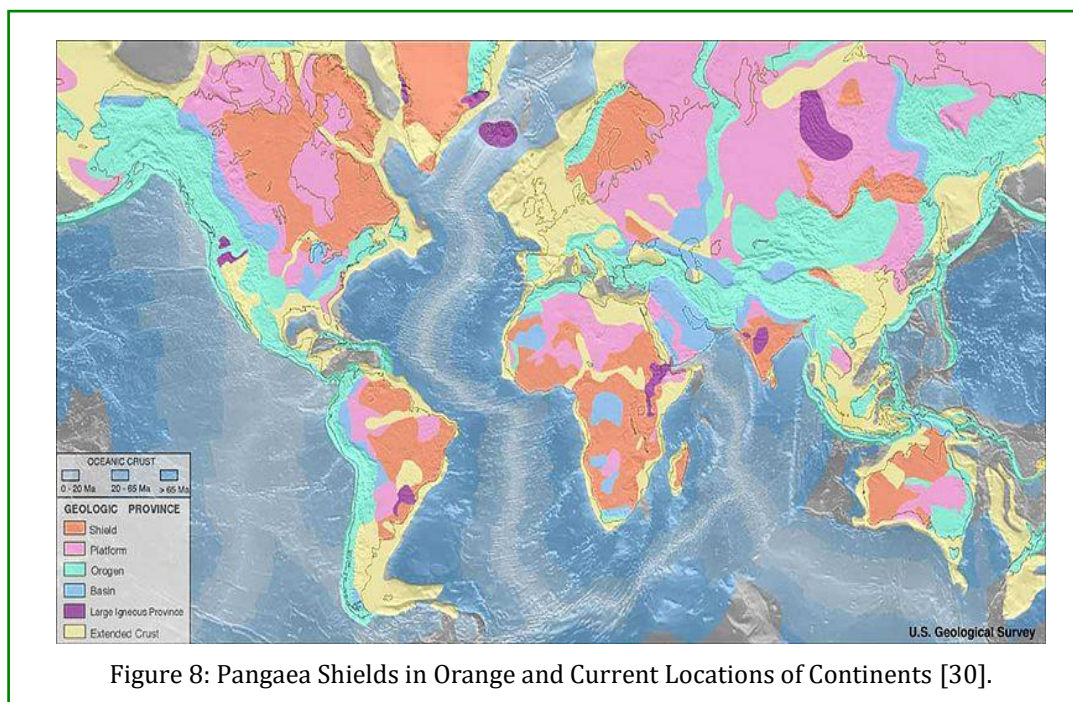 OCEANIC CRUST
0 - 20 Ma 20 - 65 Ma > 65 Ma
GEOLOGIC PROVINCE
Shield
Platform
Orogen
Basin
Large Igneous Province
Extended Crust
U.S. Geological Survey
Figure 8: Pangaea Shields in Orange and Current Locations of Continents [30].